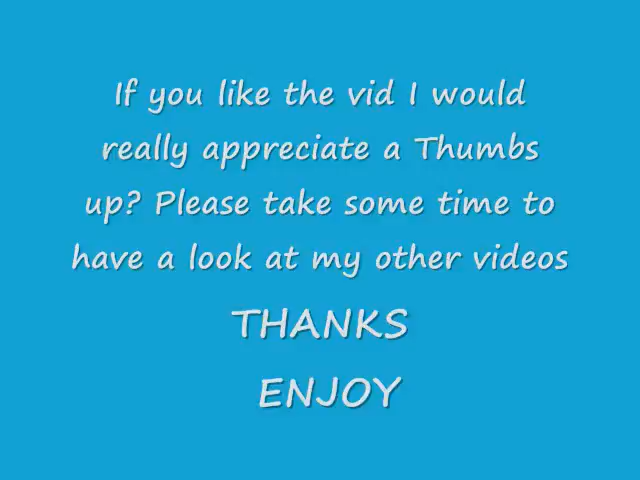 If you like the vid I would
really appreciate a Thumbs
up? Please take some time to
have a look at my other videos
THANKS
ENJOY